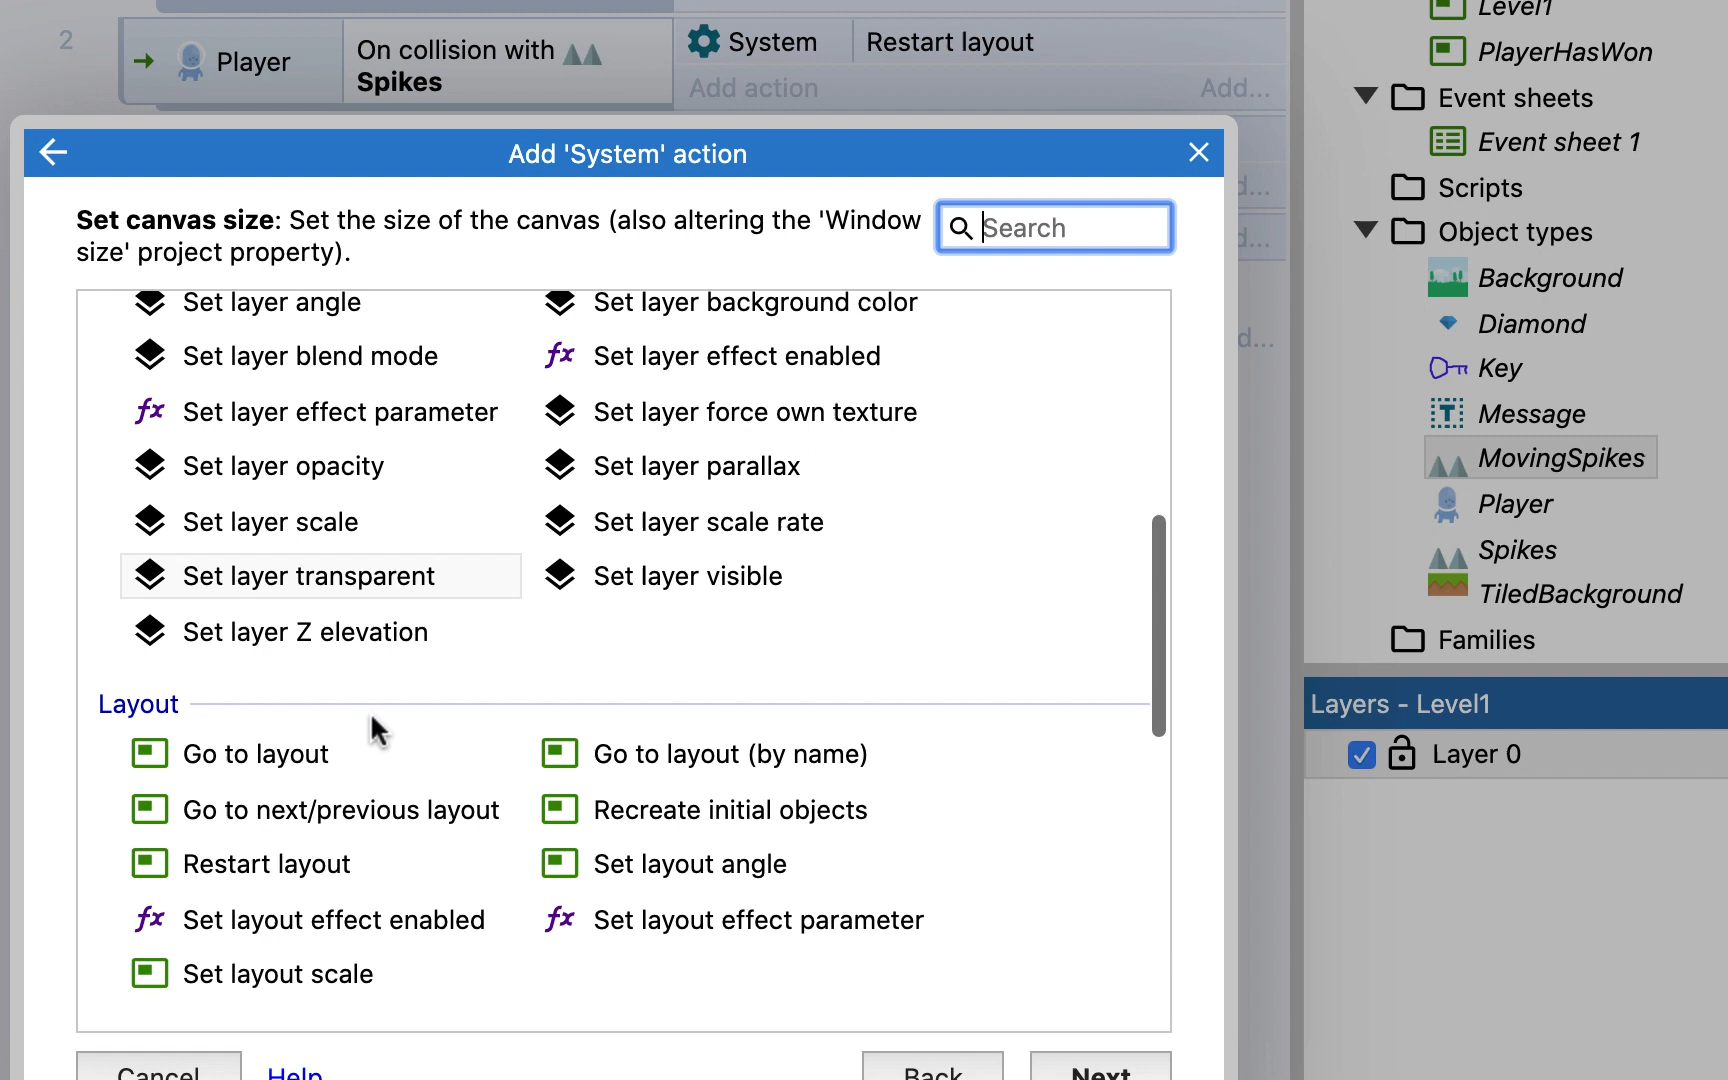 2
Player
On collision with
Spikes
System
Restart layout
Add action
Add...
Add 'System' action
Set canvas size: Set the size of the canvas (also altering the 'Window
size' project property).
Search
Set layer angle
Set layer background color
Set layer blend mode
fx Set layer effect enabled
fx Set layer effect parameter
Set layer force own texture
Set layer opacity
Set layer parallax
Set layer scale
Set layer scale rate
Set layer transparent
Set layer visible
Set layer Z elevation
Layout
Go to layout
Go to layout (by name)
Go to next/previous layout
Recreate initial objects
Restart layout
Set layout angle
fx Set layout effect enabled
fx Set layout effect parameter
Set layout scale
Cancel
Help
Back
Next
Level1
PlayerHasWon
Event sheets
Event sheet 1
Scripts
Object types
Background
Diamond
Key
Message
MovingSpikes
Player
Spikes
TiledBackground
Families
Layers - Level1
Layer 0